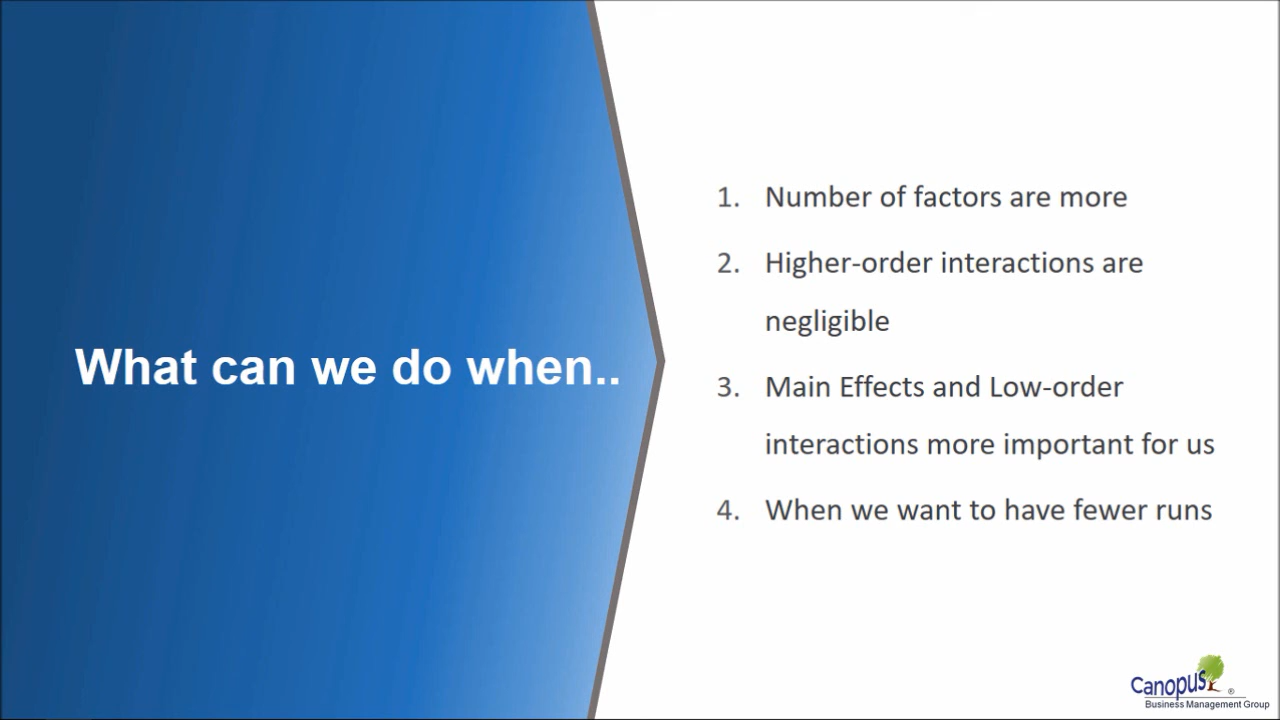 What can we do when..
1. Number of factors are more
2. Higher-order interactions are
negligible
3. Main Effects and Low-order
interactions more important for us
4. When we want to have fewer runs
Canopus ®
Business Management Group